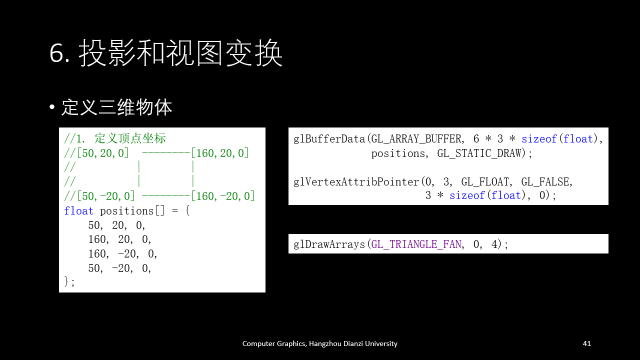 6. 投影和视图变换
• 定义三维物体
//1. 定义顶点坐标
//[50,20,0]  --------[160,20,0]
//          |        |
//          |        |
//[50,-20,0] --------[160,-20,0]
float positions[] = {
    50, 20, 0,
    160, 20, 0,
    160, -20, 0,
    50, -20, 0,
};
glBufferData(GL_ARRAY_BUFFER, 6 * 3 * sizeof(float),
             positions, GL_STATIC_DRAW);
glVertexAttribPointer(0, 3, GL_FLOAT, GL_FALSE,
                      3 * sizeof(float), 0);
glDrawArrays(GL_TRIANGLE_FAN, 0, 4);
Computer Graphics, Hangzhou Dianzi University
41